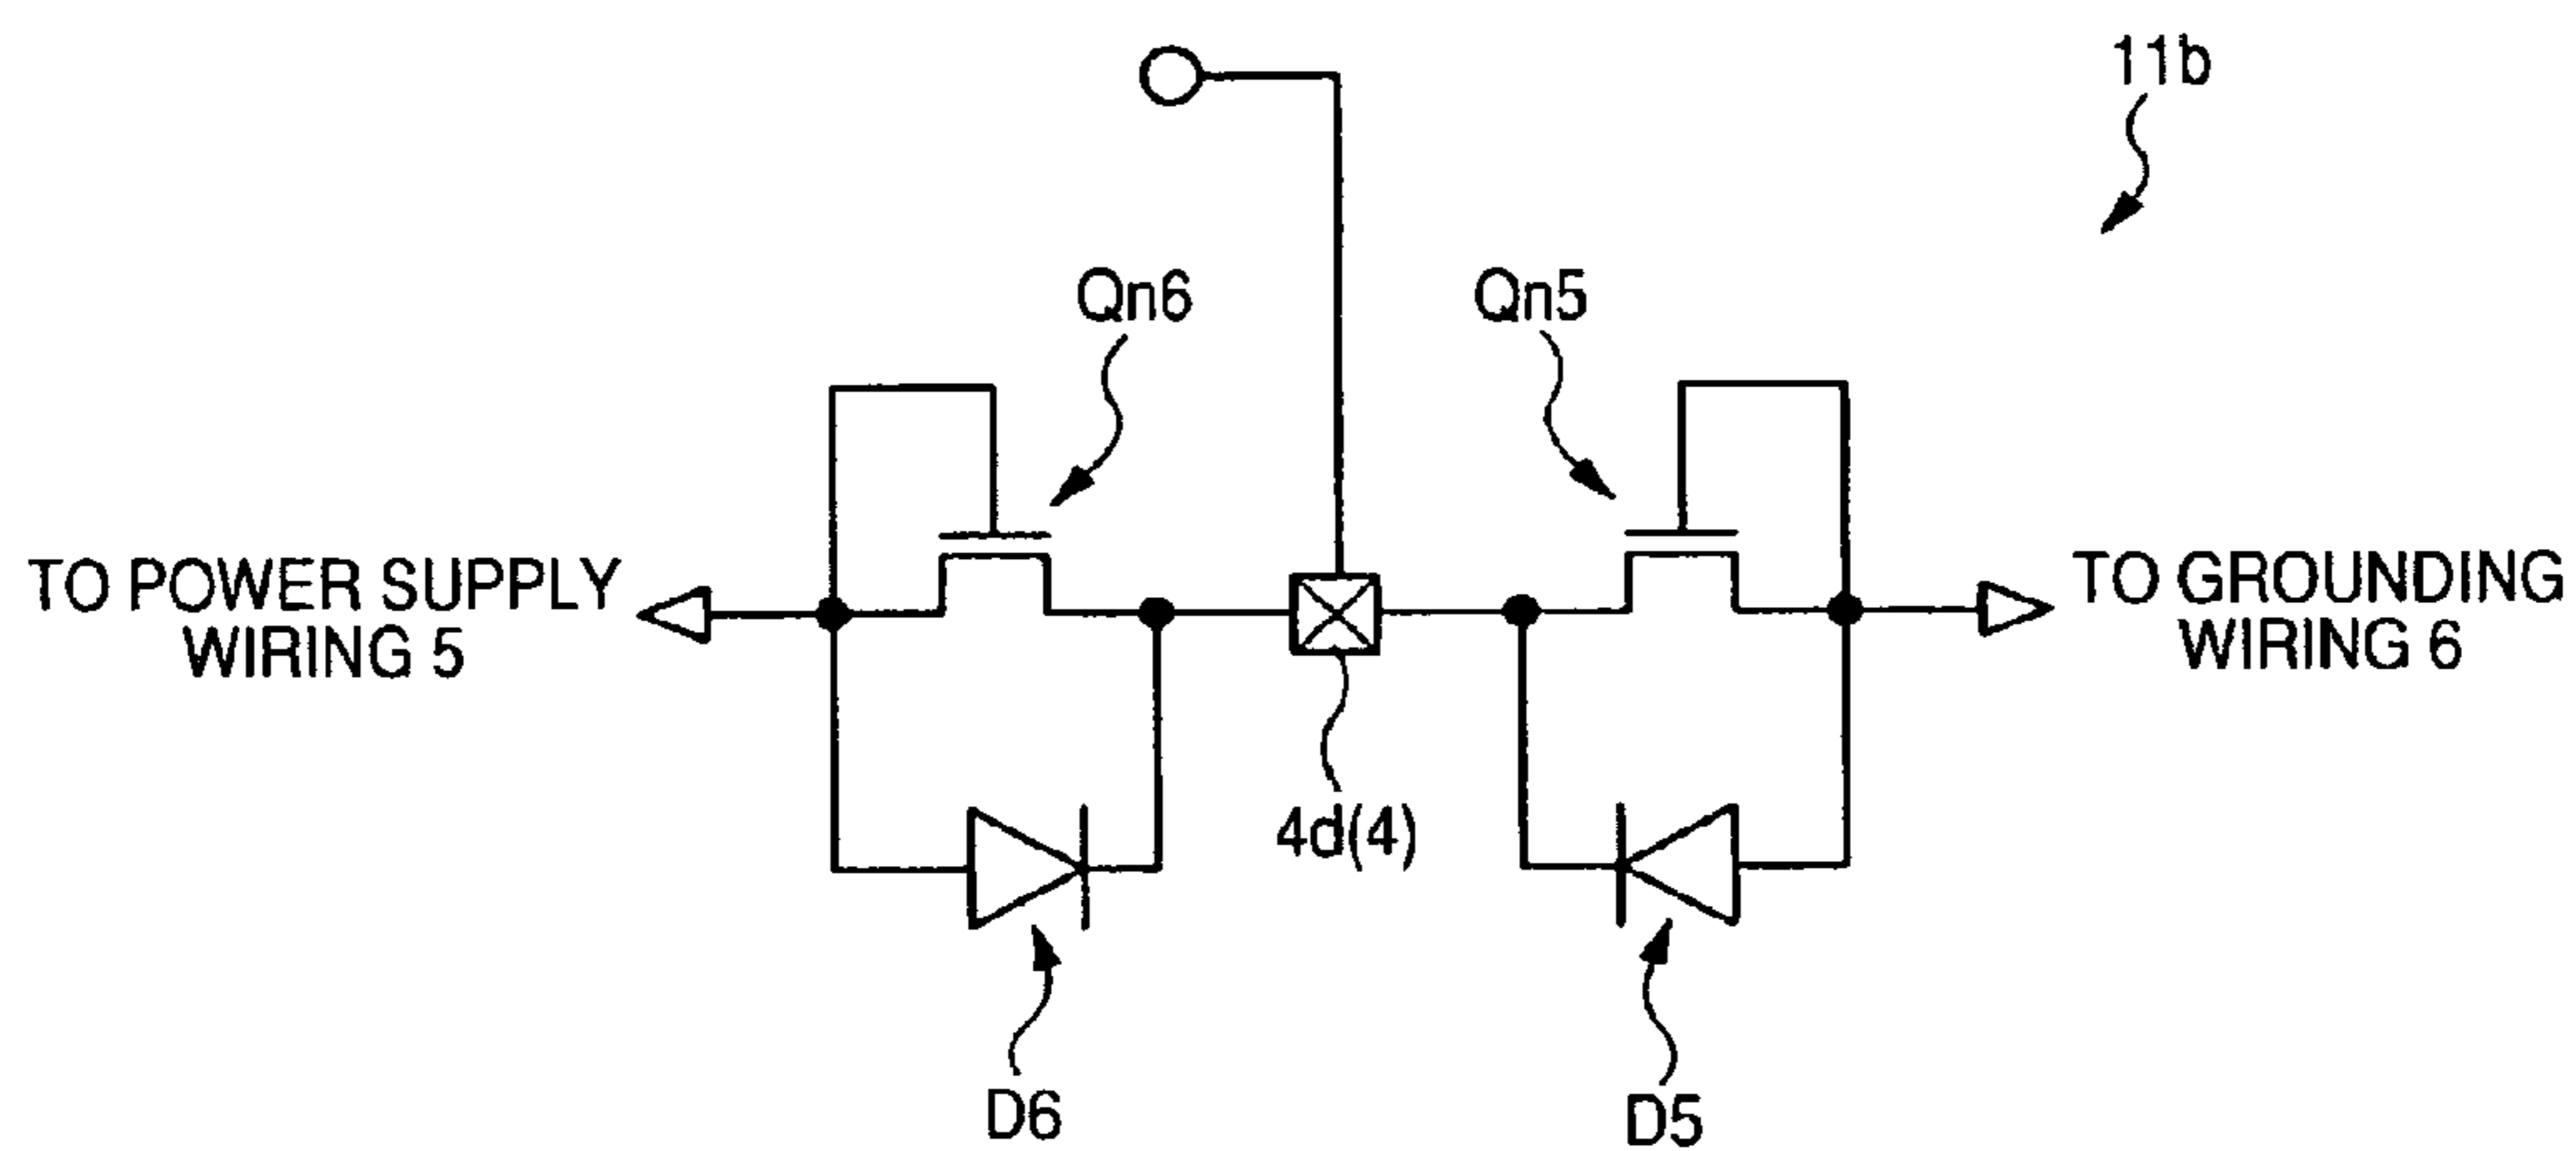 11b
Qn6
Qn5
TO POWER SUPPLY
WIRING 5
TO GROUNDING
WIRING 6
4d(4)
D6
D5